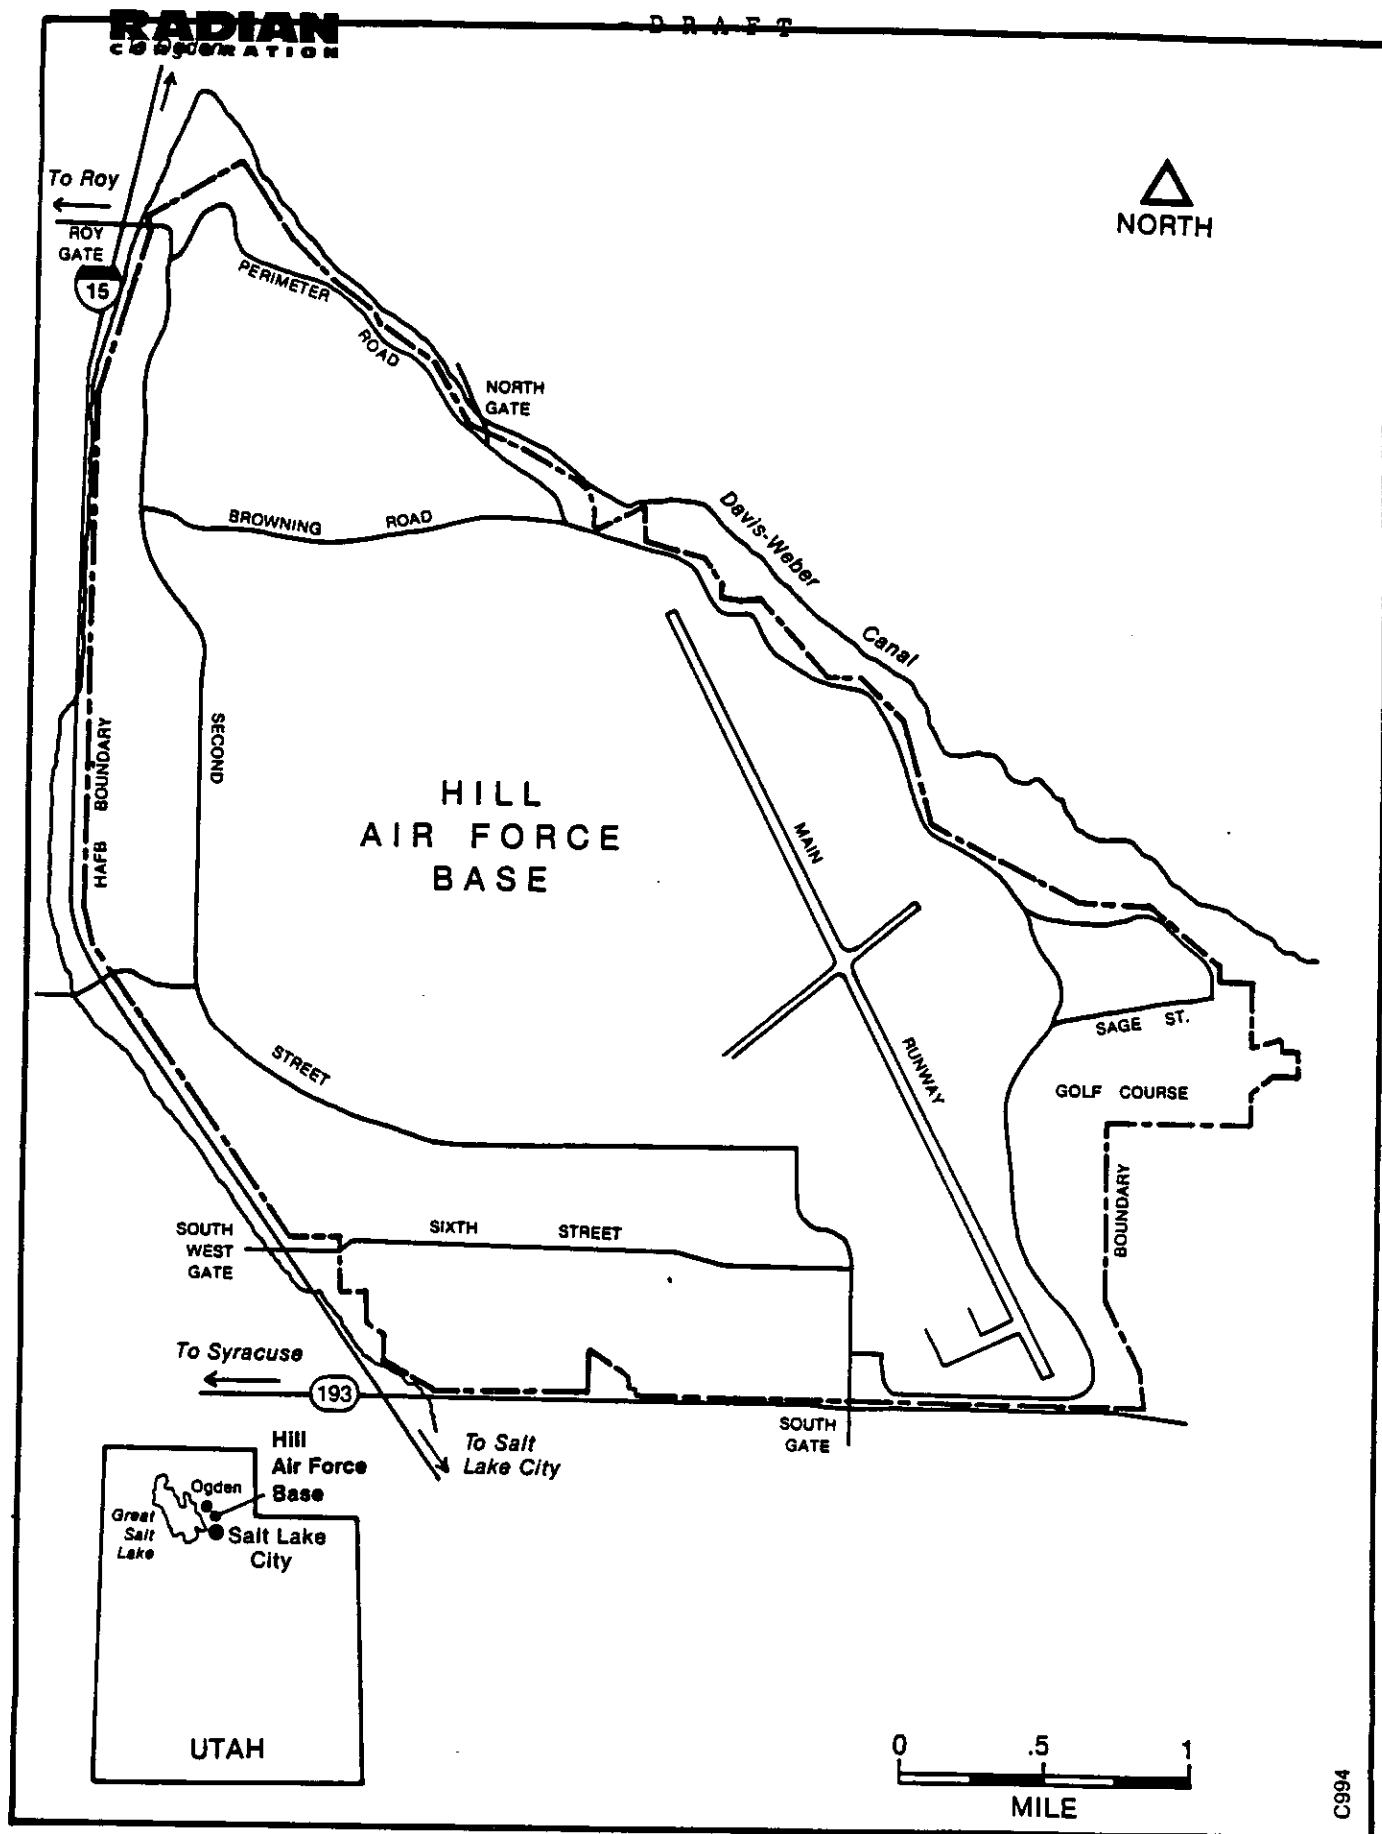 RADIAN
CORPORATION
To Ogden
DRAFT
To Roy
ROY
GATE
15
NORTH
PERIMETER
ROAD
NORTH
GATE
BROWNING ROAD
Davis-Weber
Canal
HAFB BOUNDARY
SECOND
HILL
AIR FORCE
BASE
MAIN
RUNWAY
SAGE ST.
GOLF COURSE
STREET
BOUNDARY
SOUTH
WEST
GATE
SIXTH STREET
To Syracuse
193
SOUTH
GATE
To Salt
Lake City
Hill
Air Force
Base
Ogden
Great
Salt
Lake
Salt Lake
City
UTAH
0 .5 1
MILE
C994